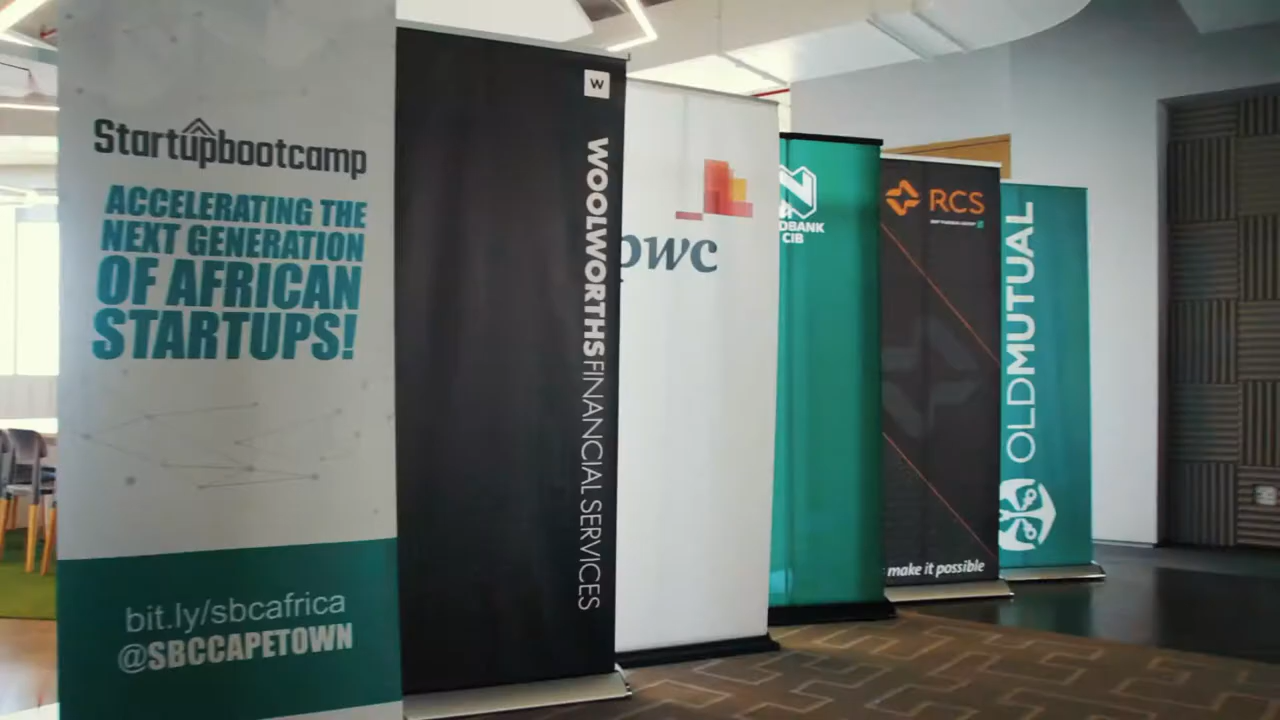 Startupbootcamp
ACCELERATING THE
NEXT GENERATION
OF AFRICAN
STARTUPS!
bit.ly/sbcafrica
@SBCCAPETOWN
W
WOOLWORTHS FINANCIAL SERVICES
pwc
DBANK
CIB
RCS
make it possible
OLDMUTUAL